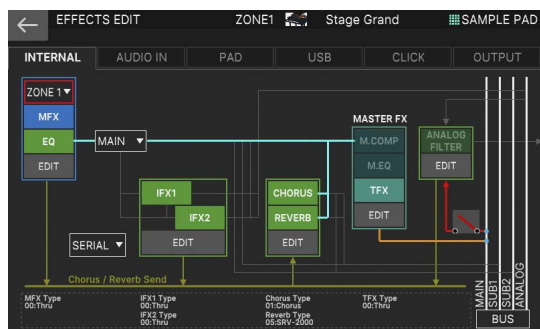 EFFECTS EDIT ZONE1 Stage Grand SAMPLE PAD
INTERNAL AUDIO IN PAD USB CLICK OUTPUT
ZONE 1▼
MFX
EQ
EDIT
MAIN ▼
IFX1
IFX2
EDIT
SERIAL ▼
CHORUS
REVERB
EDIT
MASTER FX
M.COMP
M.EQ
TFX
EDIT
ANALOG
FILTER
EDIT
Chorus / Reverb Send
MFX Type
00:Thru
IFX1 Type
00:Thru
IFX2 Type
00:Thru
Chorus Type
01:Chorus
Reverb Type
05:SRV-2000
TFX Type
00:Thru
MAIN
SUB1
SUB2
ANALOG
BUS